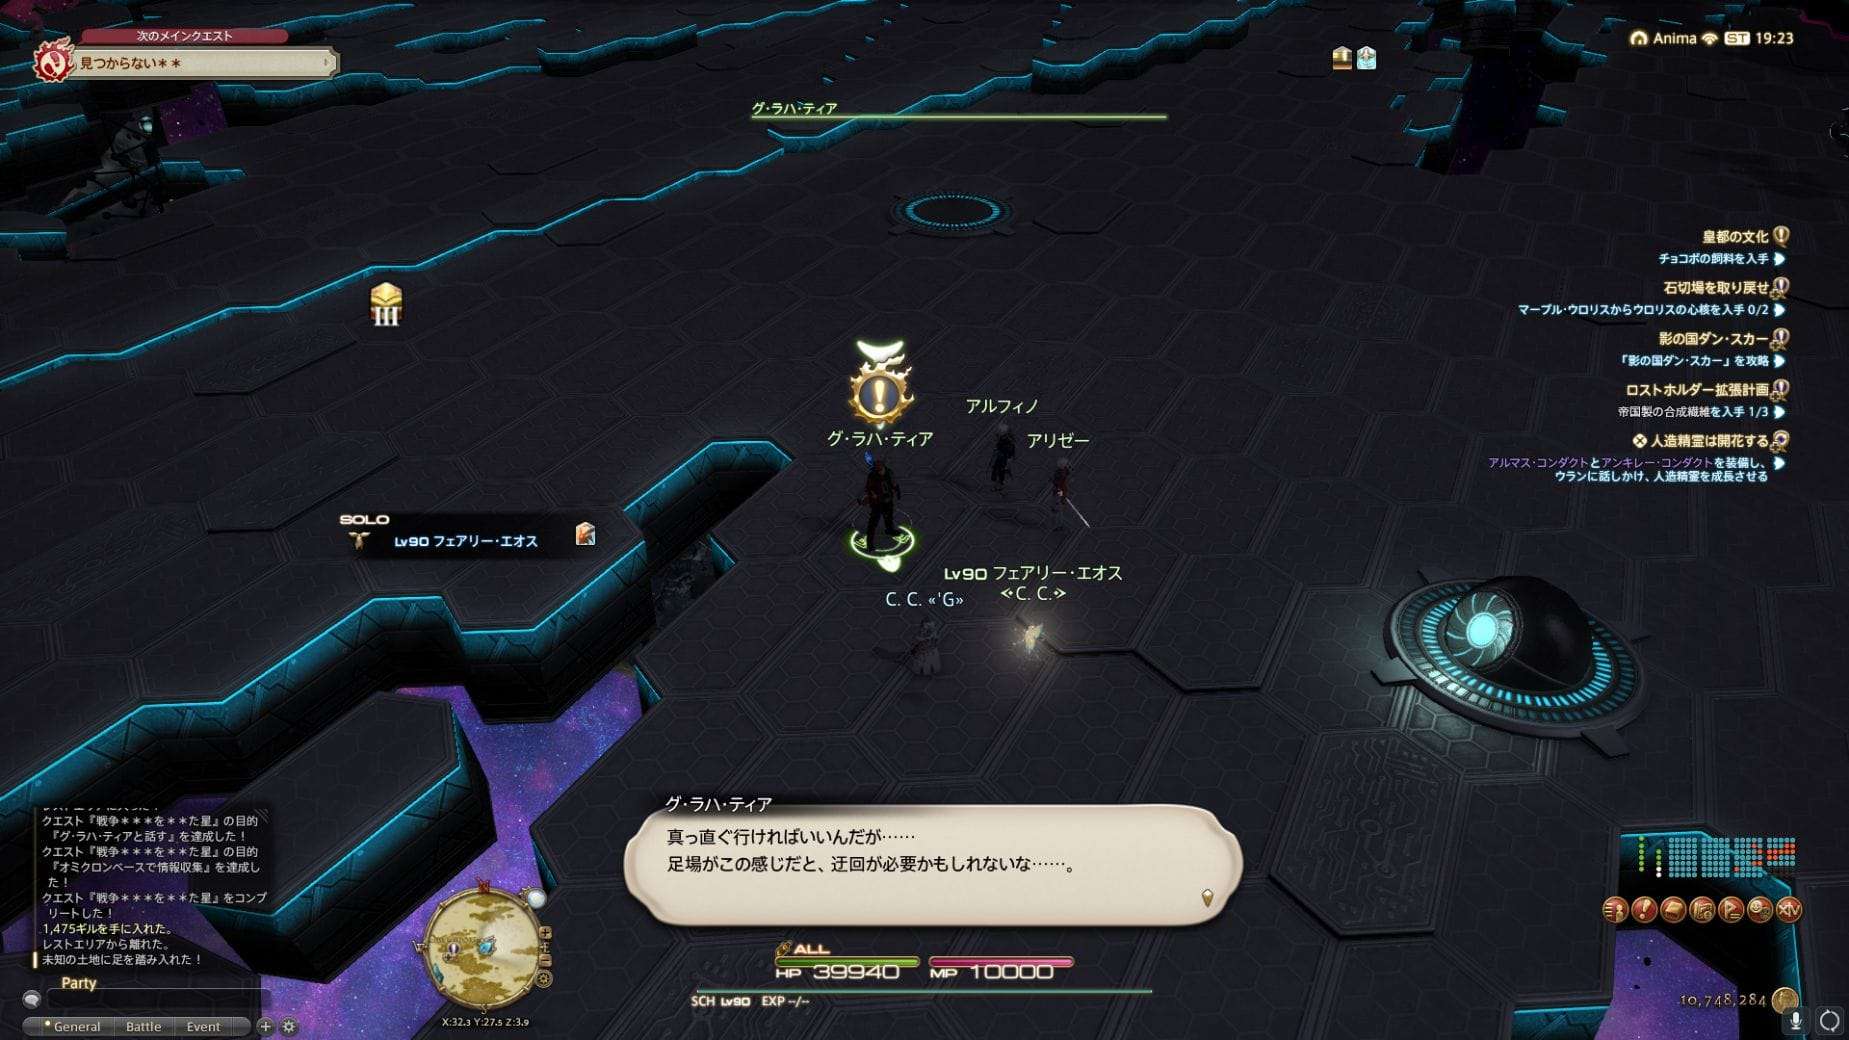 次のメインクエスト
見つからない＊＊
グ・ラハ・ティア
Anima ST 19:23
皇都の文化
チョコボの飼料を入手
石切場を取り戻せ
マーブル・ウロリスからウロリスの心核を入手 0/2
影の国ダン・スカー
「影の国ダン・スカー」を攻略
ロストホルダー拡張計画
帝国製の合成繊維を入手 1/3
人造精霊は開花する
アルマス・コンダクトとアンキレー・コンダクトを装備し、
ウランに話しかけ、人造精霊を成長させる
III
アルフィノ
グ・ラハ・ティア
アリゼー
SOLO
Lv90 フェアリー・エオス
Lv90 フェアリー・エオス
C. C. «'G»
C. C.
グ・ラハ・ティア
真っ直ぐ行ければいいんだが……
足場がこの感じだと、迂回が必要かもしれないな……。
クエスト『戦争＊＊＊を＊＊た星』の目的
『グ・ラハ・ティアと話す』を達成した！
クエスト『戦争＊＊＊を＊＊た星』の目的
『オミクロンベースで情報収集』を達成し
た！
クエスト『戦争＊＊＊を＊＊た星』をコンプ
リートした！
1,475ギルを手に入れた。
レストエリアから離れた。
未知の土地に足を踏み入れた！
Party
General Battle Event
X:32.3 Y:27.5 Z:3.9
ALL
HP 39940 MP 10000
SCH Lv90 EXP --/--
XIV
10,748,284